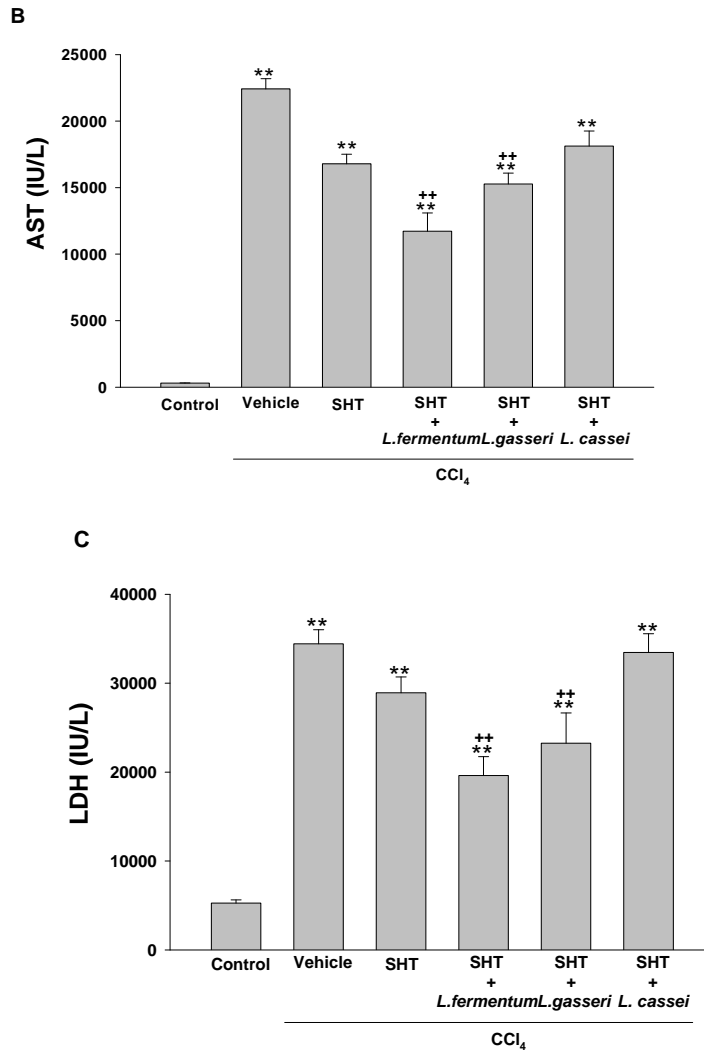 B
25000
20000
15000
10000
5000
0
AST (IU/L)
**
**
++
**
++
**
**
Control Vehicle SHT SHT SHT SHT
+ + +
L.fermentum L.gasseri L. cassei
CCl₄
C
40000
30000
20000
10000
0
LDH (IU/L)
**
**
++
**
++
**
**
Control Vehicle SHT SHT SHT SHT
+ + +
L.fermentum L.gasseri L. cassei
CCl₄